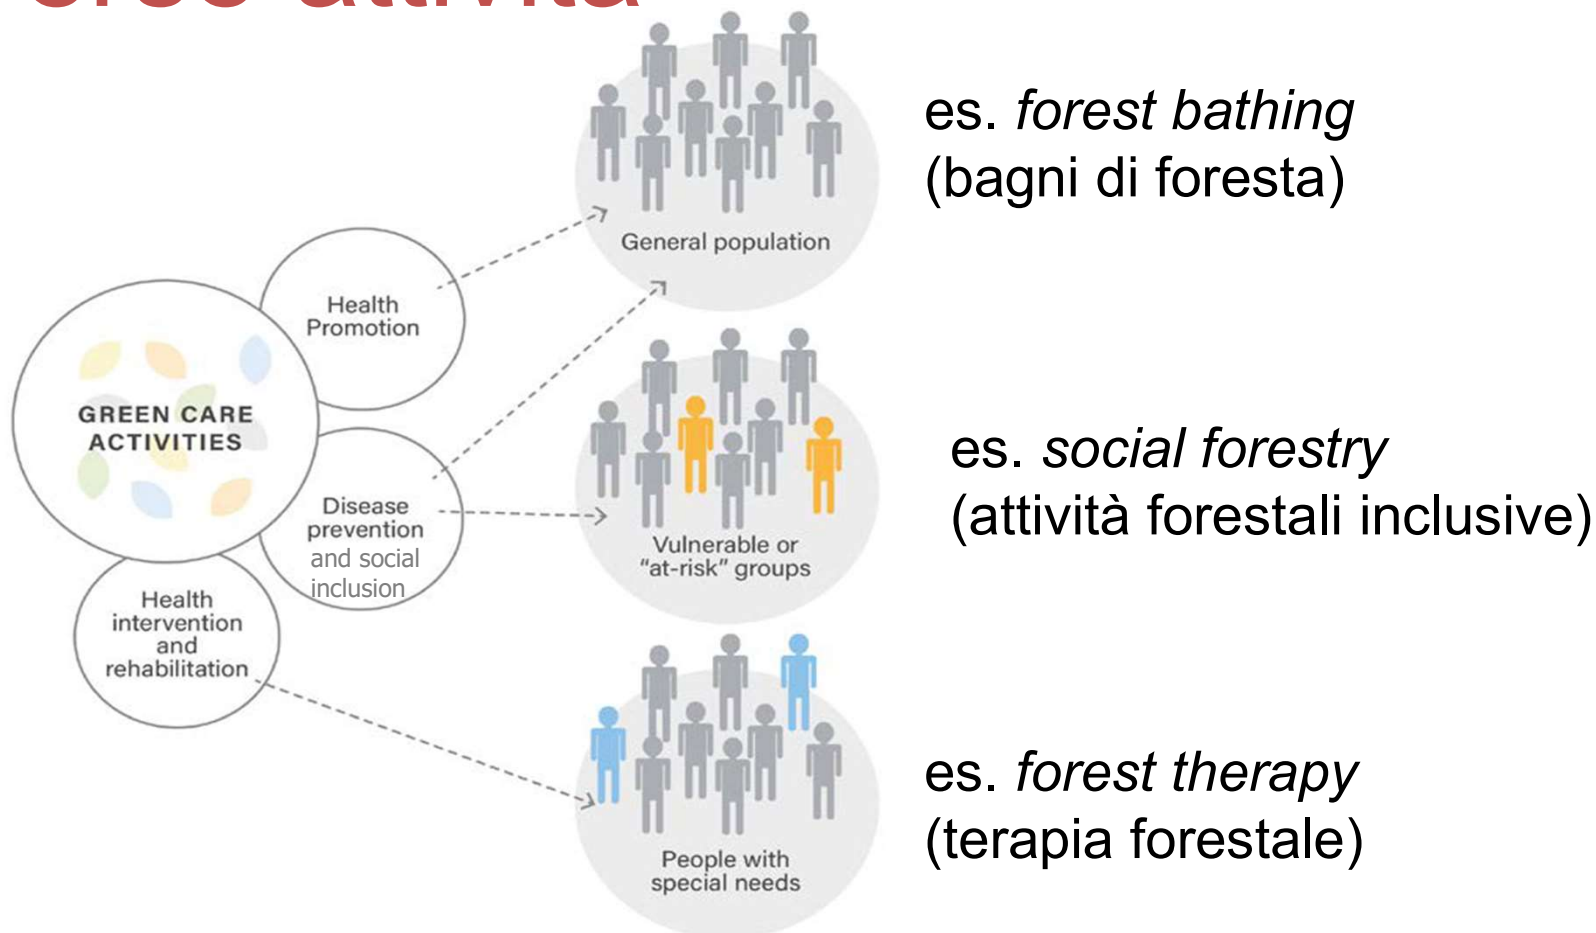 attività
es. forest bathing
(bagni di foresta)
General population
Health
Promotion
GREEN CARE
ACTIVITIES
es. social forestry
(attività forestali inclusive)
Disease
prevention
and social
inclusion
Vulnerable or
"at-risk" groups
Health
intervention
and
rehabilitation
es. forest therapy
(terapia forestale)
People with
special needs